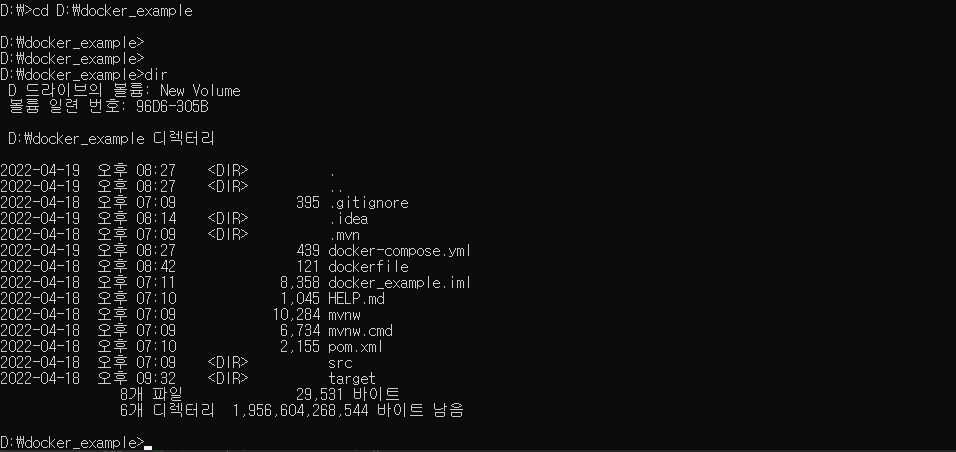 D:\>cd D:\docker_example
D:\docker_example>
D:\docker_example>
D:\docker_example>dir
D 드라이브의 볼륨: New Volume
볼륨 일련 번호: 96D6-305B
D:\docker_example 디렉터리
2022-04-19 오후 08:27 <DIR> .
2022-04-19 오후 08:27 <DIR> ..
2022-04-18 오후 07:09 395 .gitignore
2022-04-19 오후 08:14 <DIR> .idea
2022-04-18 오후 07:09 <DIR> .mvn
2022-04-19 오후 08:27 439 docker-compose.yml
2022-04-18 오후 08:42 121 dockerfile
2022-04-18 오후 07:11 8,358 docker_example.iml
2022-04-18 오후 07:10 1,045 HELP.md
2022-04-18 오후 07:09 10,284 mvnw
2022-04-18 오후 07:09 6,734 mvnw.cmd
2022-04-18 오후 07:10 2,155 pom.xml
2022-04-18 오후 07:09 <DIR> src
2022-04-18 오후 09:32 <DIR> target
8개 파일 29,531 바이트
6개 디렉터리 1,956,604,268,544 바이트 남음
D:\docker_example>